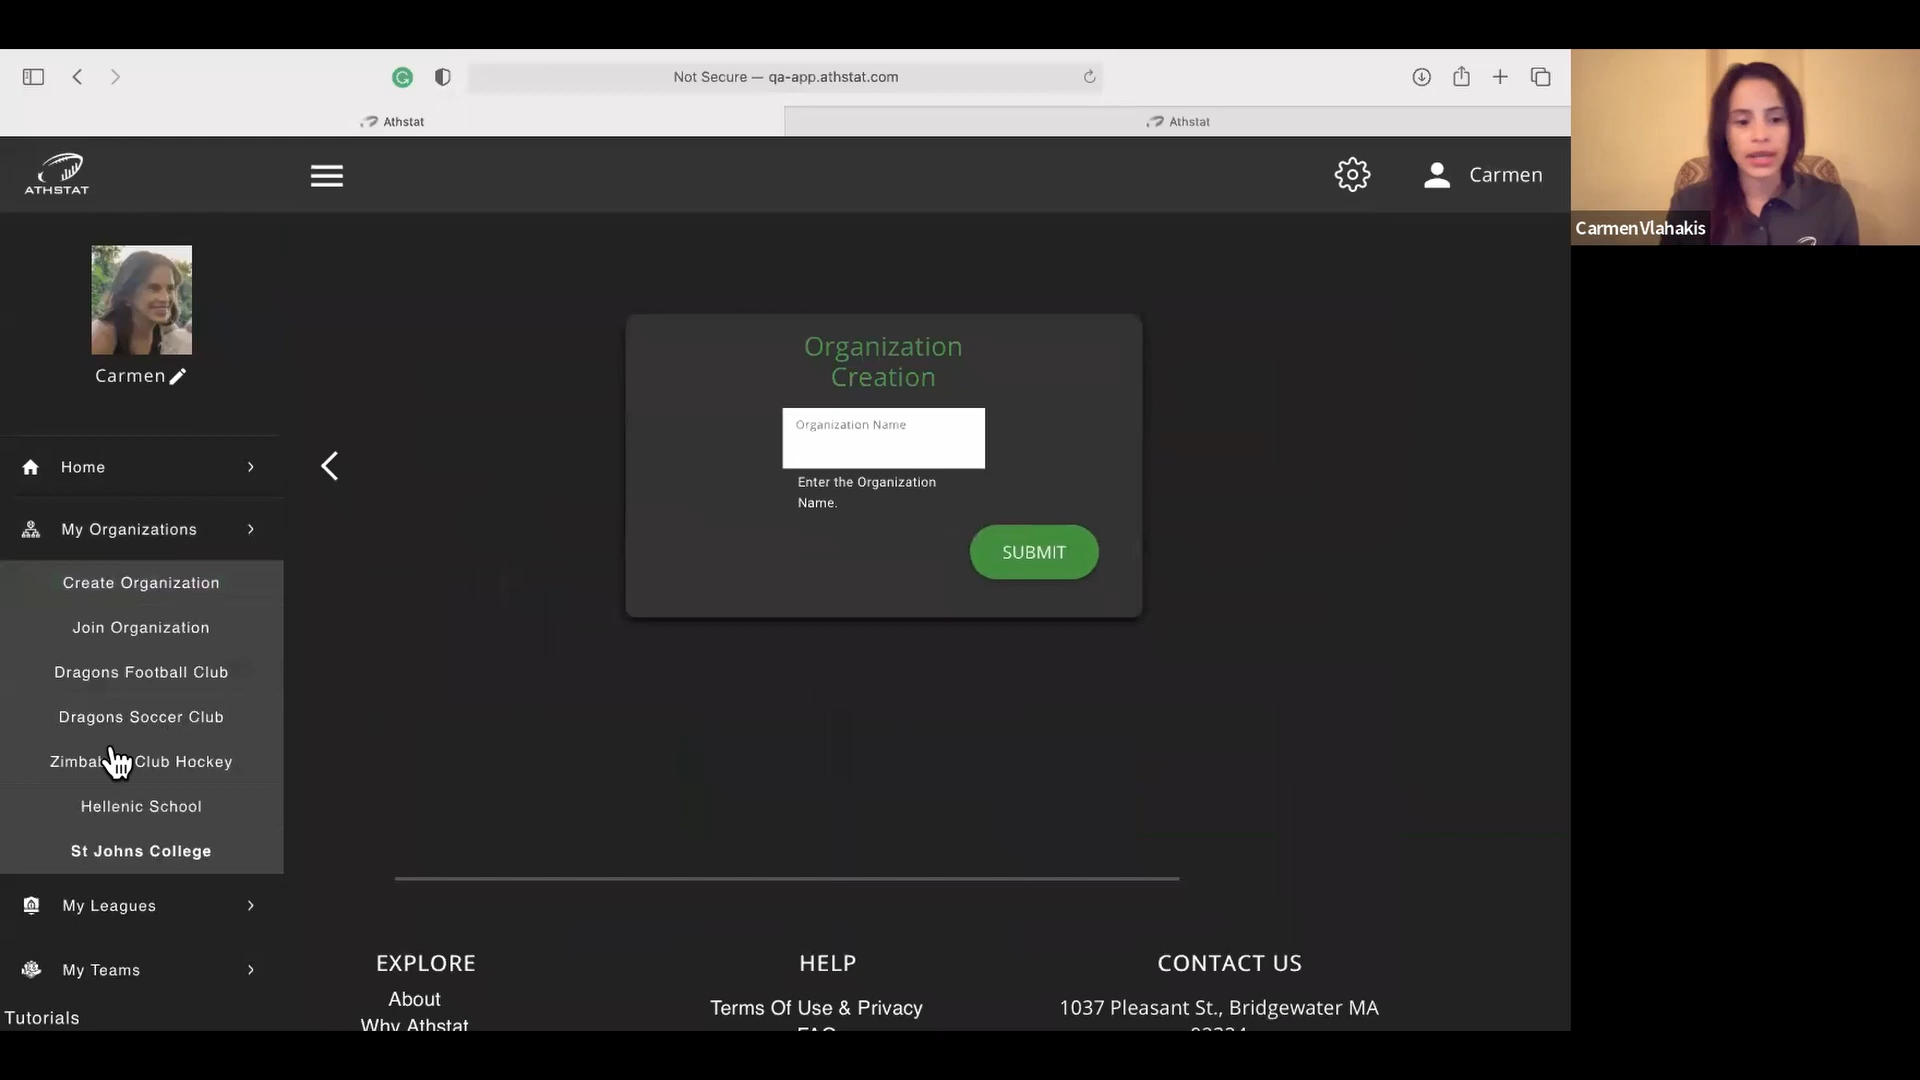 Not Secure — qa-app.athstat.com
Athstat
Athstat
ATHSTAT
Carmen
Carmen Vlahakis
Carmen
Home
My Organizations
Create Organization
Join Organization
Dragons Football Club
Dragons Soccer Club
Club Hockey
Hellenic School
St Johns College
My Leagues
My Teams
Tutorials
Organization
Creation
Organization Name
Enter the Organization
Name.
SUBMIT
EXPLORE
About
Why Athstat
HELP
Terms Of Use & Privacy
FAQ
CONTACT US
1037 Pleasant St., Bridgewater MA